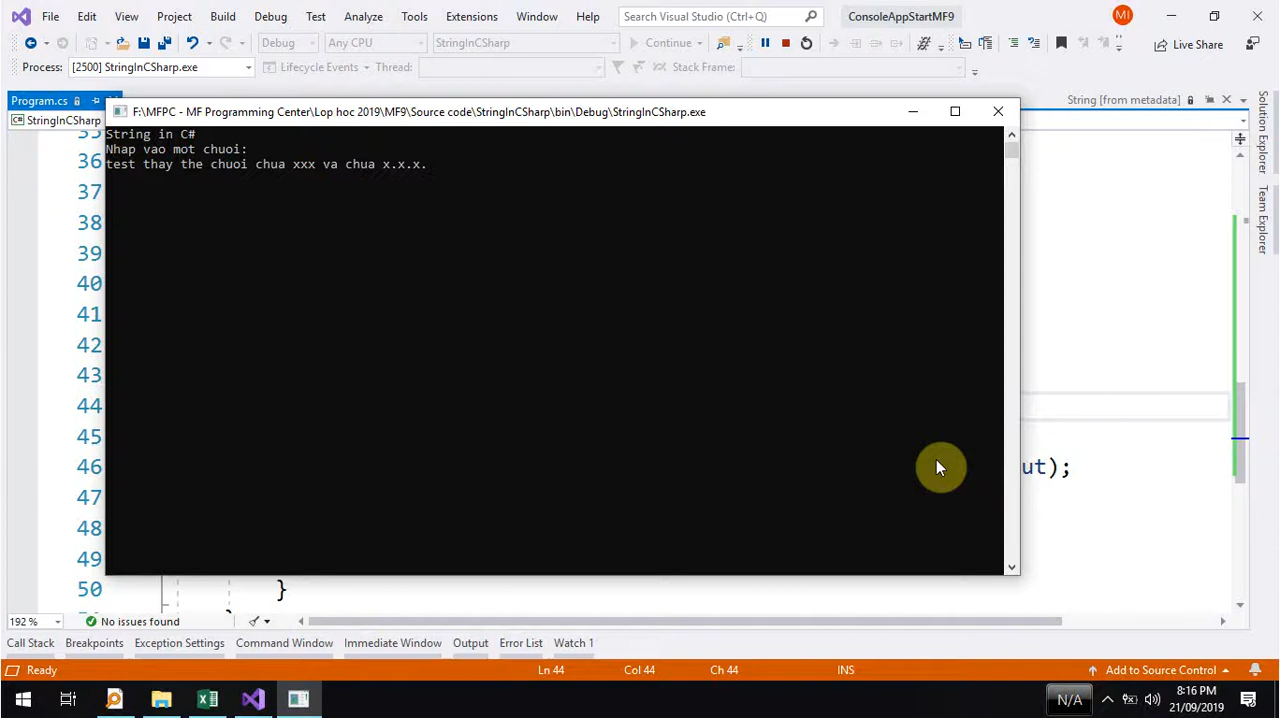 File Edit View Project Build Debug Test Analyze Tools Extensions Window Help Search Visual Studio (Ctrl+Q) ConsoleAppStartMF9 MI
Debug Any CPU StringInCSharp Continue Live Share
Process: [2500] StringInCSharp.exe Lifecycle Events Thread: Stack Frame:
Program.cs String [from metadata]
StringInCSharp
F:\MFPC - MF Programming Center\Lop hoc 2019\MF9\Source code\StringInCSharp\bin\Debug\StringInCSharp.exe
String in C#
Nhap vao mot chuoi:
test thay the chuoi chua xxx va chua x.x.x.
Solution Explorer
Team Explorer
36
37
38
39
40
41
42
43
44
45
46 ut);
47
48
49
50 }
192 % No issues found
Call Stack Breakpoints Exception Settings Command Window Immediate Window Output Error List Watch 1
Ready Ln 44 Col 44 Ch 44 INS Add to Source Control
N/A 8:16 PM
21/09/2019